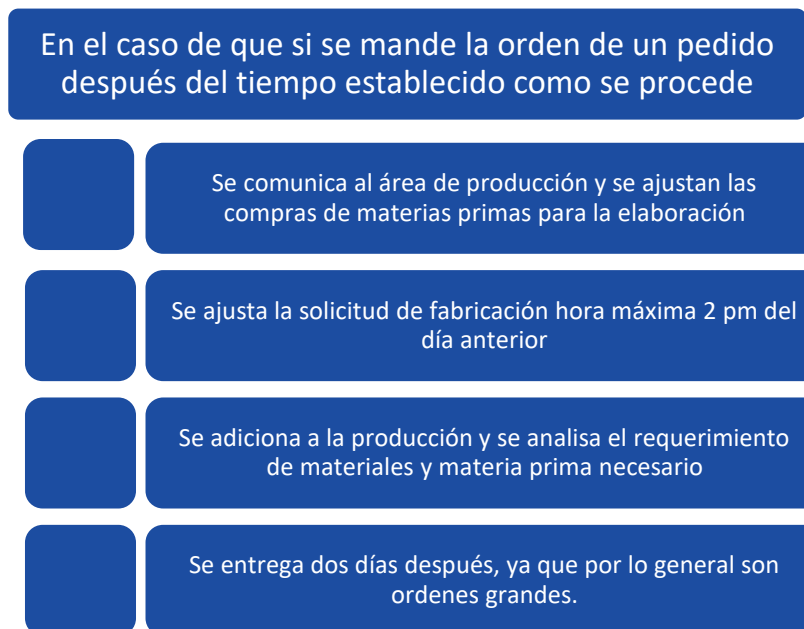 En el caso de que si se mande la orden de un pedido
después del tiempo establecido como se procede
Se comunica al área de producción y se ajustan las
compras de materias primas para la elaboración
Se ajusta la solicitud de fabricación hora máxima 2 pm del
día anterior
Se adiciona a la producción y se analisa el requerimiento
de materiales y materia prima necesario
Se entrega dos días después, ya que por lo general son
ordenes grandes.